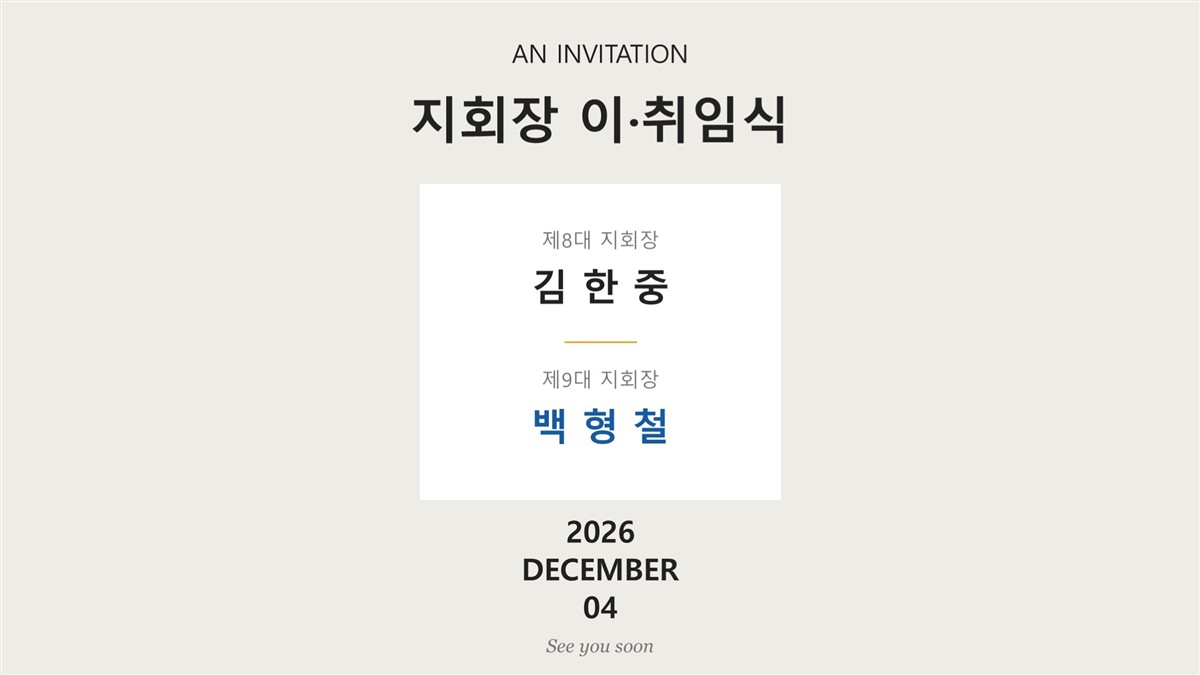 AN INVITATION
지회장 이·취임식
제8대 지회장
김 한 중
제9대 지회장
백 형 철
2026
DECEMBER
04
See you soon